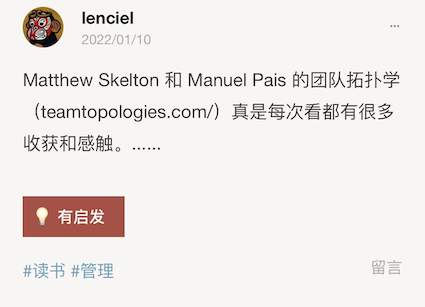 lenciel
2022/01/10
Matthew Skelton 和 Manuel Pais 的团队拓扑学
（teamtopologies.com/）真是每次看都有很多
收获和感触。......
有启发
#读书 #管理
留言